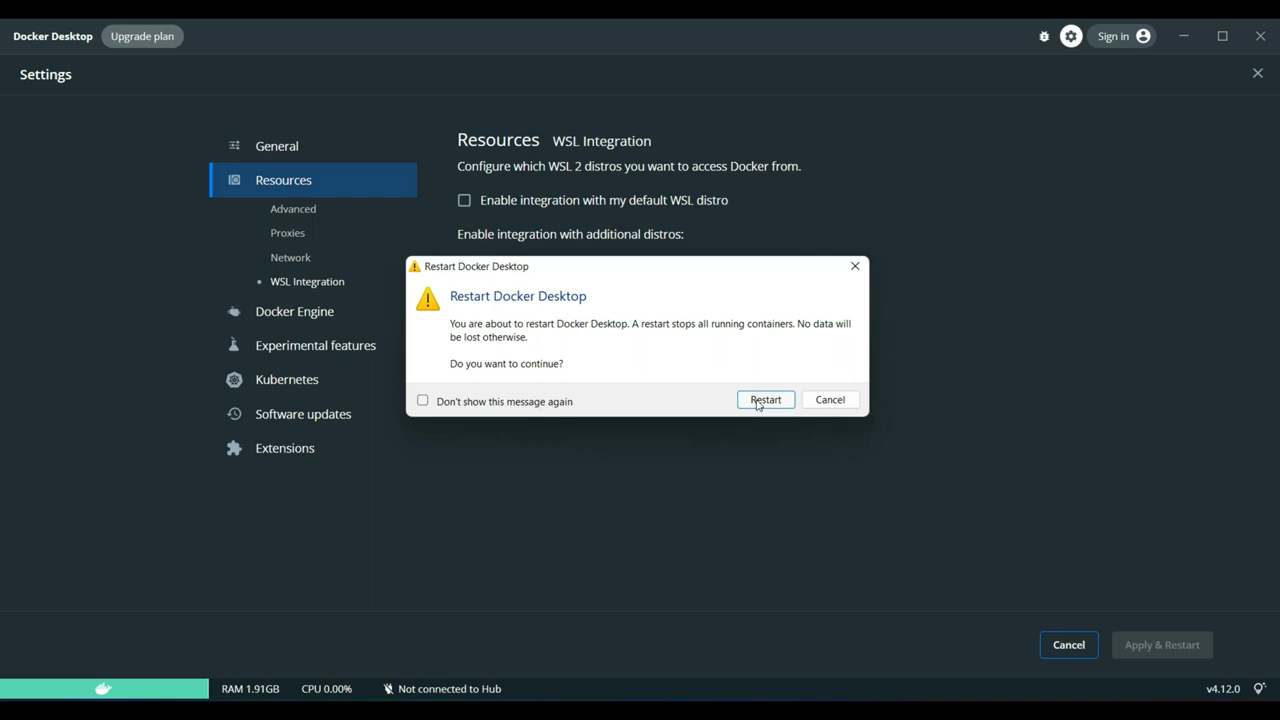 Docker Desktop Upgrade plan Sign in
Settings
General
Resources
Advanced
Proxies
Network
WSL Integration
Docker Engine
Experimental features
Kubernetes
Software updates
Extensions
Resources WSL Integration
Configure which WSL 2 distros you want to access Docker from.
Enable integration with my default WSL distro
Enable integration with additional distros:
Restart Docker Desktop
Restart Docker Desktop
You are about to restart Docker Desktop. A restart stops all running containers. No data will
be lost otherwise.
Do you want to continue?
Don't show this message again Restart Cancel
Cancel Apply & Restart
RAM 1.91GB CPU 0.00% Not connected to Hub v4.12.0